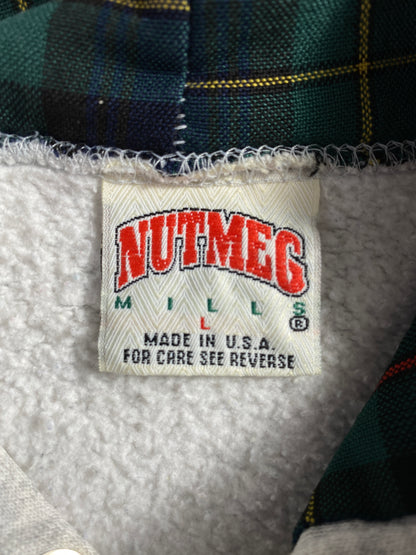 NUTMEG
MILLS
L ®
MADE IN U.S.A.
FOR CARE SEE REVERSE